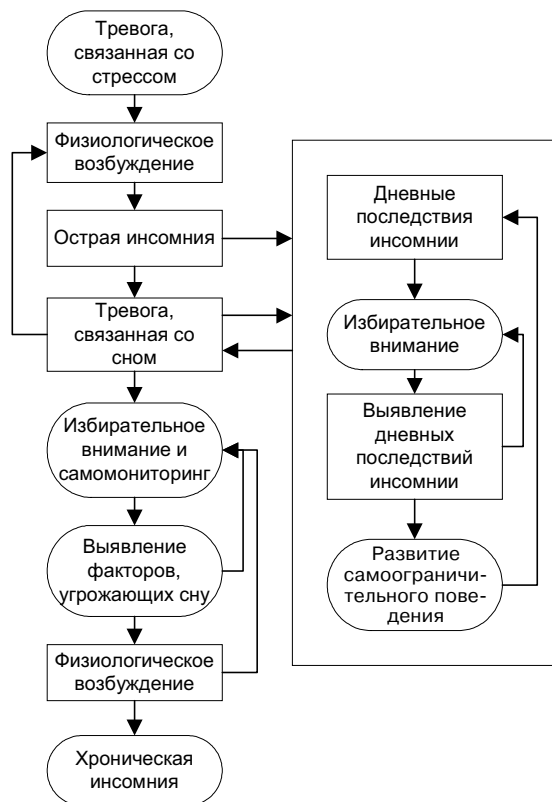 Тревога,
связанная со
стрессом
Физиологическое
возбуждение
Острая инсомния
Тревога,
связанная со
сном
Избирательное
внимание и
самомониторинг
Выявление
факторов,
угрожающих сну
Физиологическое
возбуждение
Хроническая
инсомния
Дневные
последствия
инсомнии
Избирательное
внимание
Выявление
дневных
последствий
инсомнии
Развитие
самоограничи-
тельного пове-
дения